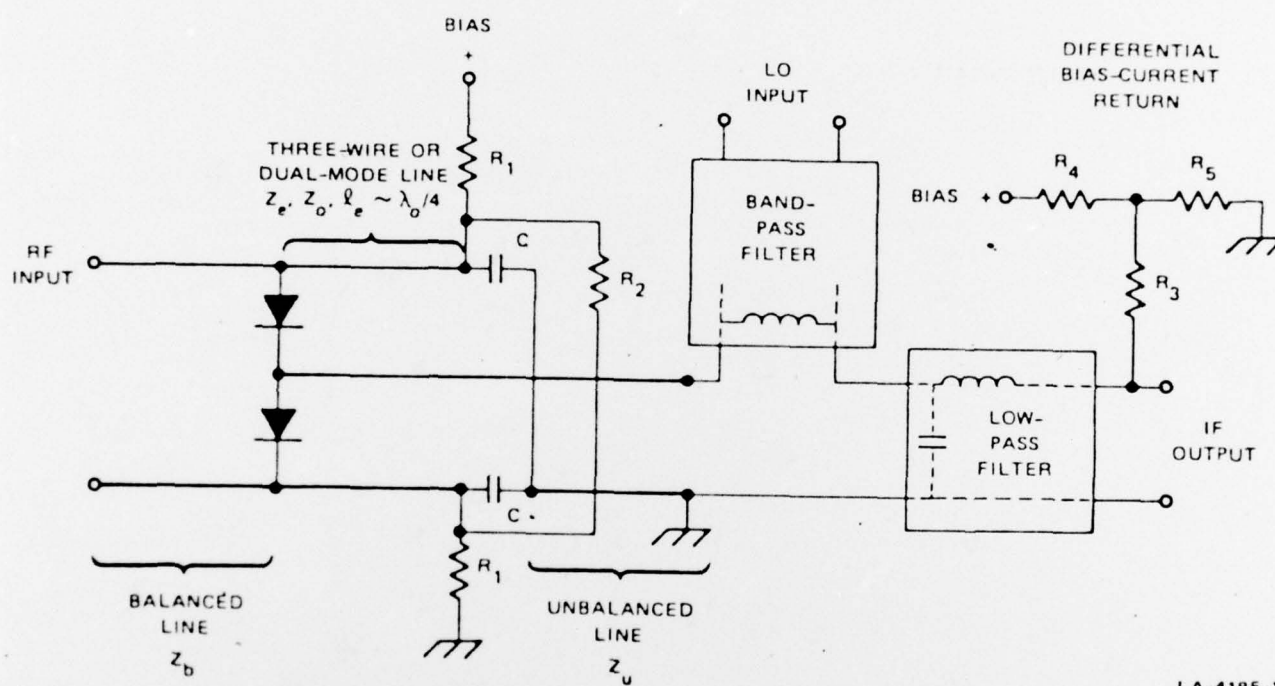 BIAS
+
LO
INPUT
DIFFERENTIAL
BIAS-CURRENT
RETURN
THREE-WIRE OR
DUAL-MODE LINE
Z_e, Z_o, ℓ_e ~ λ_o/4
R_1
R_4
R_5
BIAS +
BAND-
PASS
FILTER
RF
INPUT
C
R_2
R_3
LOW-
PASS
FILTER
IF
OUTPUT
C
R_1
BALANCED
LINE
Z_b
UNBALANCED
LINE
Z_u